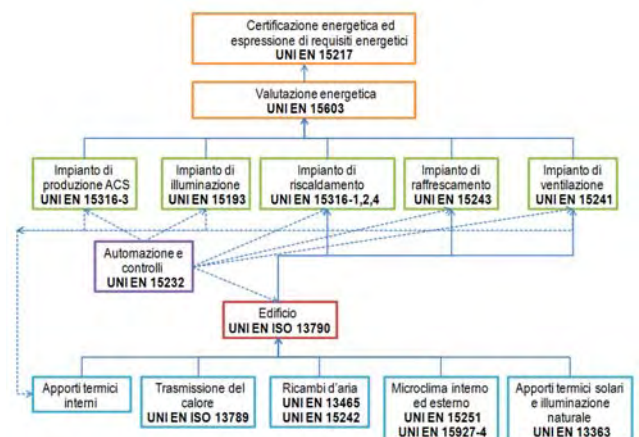 Certificazione energetica ed
espressione di requisiti energetici
UNI EN 15217
Valutazione energetica
UNI EN 15603
Impianto di
produzione ACS
UNI EN 15316-3
Impianto di
illuminazione
UNI EN 15193
Impianto di
riscaldamento
UNI EN 15316-1,2,4
Impianto di
raffrescamento
UNI EN 15243
Impianto di
ventilazione
UNI EN 15241
Automazione e
controlli
UNI EN 15232
Edificio
UNI EN ISO 13790
Apporti termici
interni
Trasmissione del
calore
UNI EN ISO 13789
Ricambi d'aria
UNI EN 13465
UNI EN 15242
Microclima interno
ed esterno
UNI EN 15251
UNI EN 15927-4
Apporti termici solari
e illuminazione
naturale
UNI EN 13363